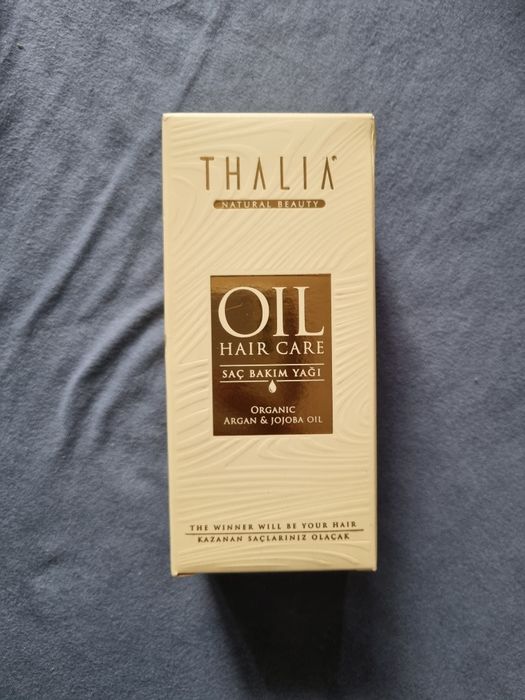 THALIA
NATURAL BEAUTY
OIL
HAIR CARE
SAÇ BAKIM YAĞI
ORGANIC
ARGAN & JOJOBA OIL
THE WINNER WILL BE YOUR HAIR
KAZANAN SAÇLARINIZ OLACAK